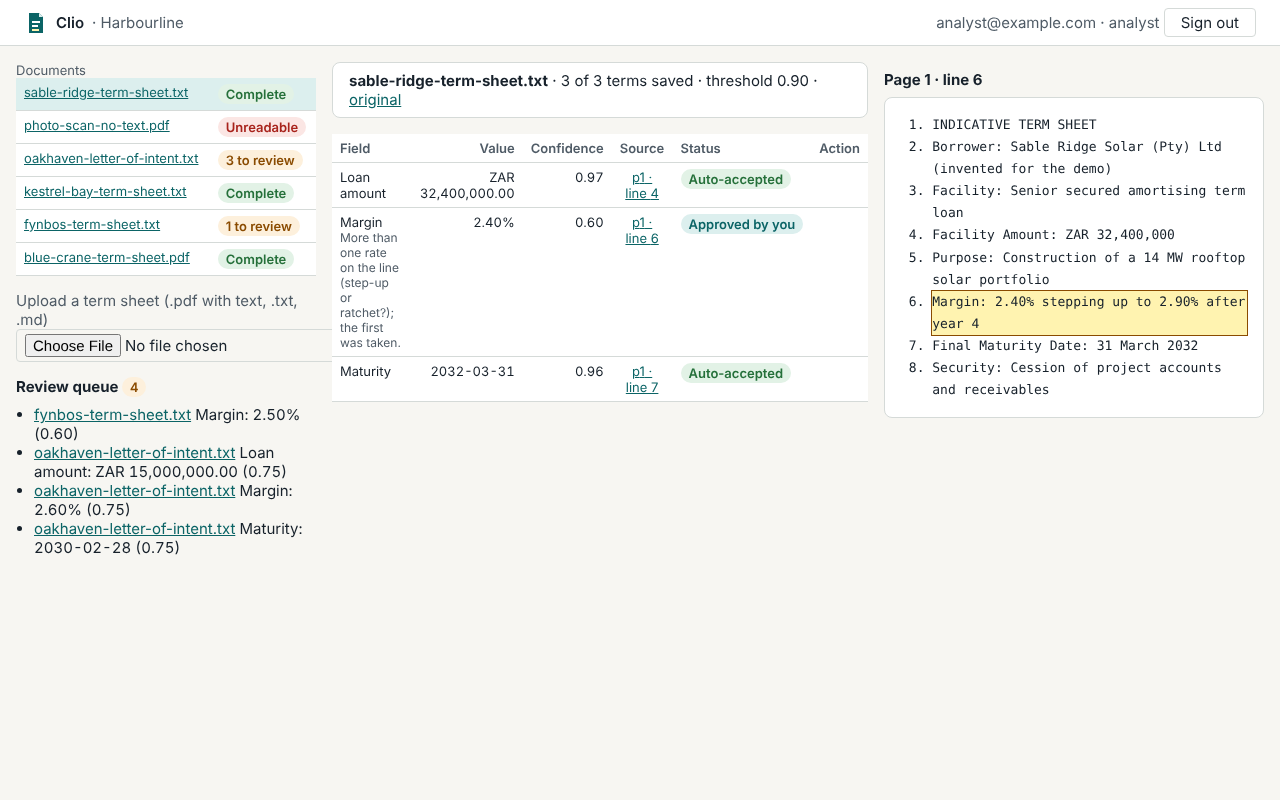 Clio · Harbourline
analyst@example.com · analyst Sign out
Documents
sable-ridge-term-sheet.txt Complete
photo-scan-no-text.pdf Unreadable
oakhaven-letter-of-intent.txt 3 to review
kestrel-bay-term-sheet.txt Complete
fynbos-term-sheet.txt 1 to review
blue-crane-term-sheet.pdf Complete
Upload a term sheet (.pdf with text, .txt,
.md)
Choose File No file chosen
Review queue 4
• fynbos-term-sheet.txt Margin: 2.50%
(0.60)
• oakhaven-letter-of-intent.txt Loan
amount: ZAR 15,000,000.00 (0.75)
• oakhaven-letter-of-intent.txt Margin:
2.60% (0.75)
• oakhaven-letter-of-intent.txt Maturity:
2030-02-28 (0.75)
sable-ridge-term-sheet.txt · 3 of 3 terms saved · threshold 0.90 ·
original
Field Value Confidence Source Status Action
Loan ZAR 0.97 p1 · Auto-accepted
amount 32,400,000.00 line 4
Margin 2.40% 0.60 p1 · Approved by you
More than line 6
one rate
on the line
(step-up
or
ratchet?);
the first
was taken.
Maturity 2032-03-31 0.96 p1 · Auto-accepted
line 7
Page 1 · line 6
1. INDICATIVE TERM SHEET
2. Borrower: Sable Ridge Solar (Pty) Ltd
(invented for the demo)
3. Facility: Senior secured amortising term
loan
4. Facility Amount: ZAR 32,400,000
5. Purpose: Construction of a 14 MW rooftop
solar portfolio
6. Margin: 2.40% stepping up to 2.90% after
year 4
7. Final Maturity Date: 31 March 2032
8. Security: Cession of project accounts
and receivables